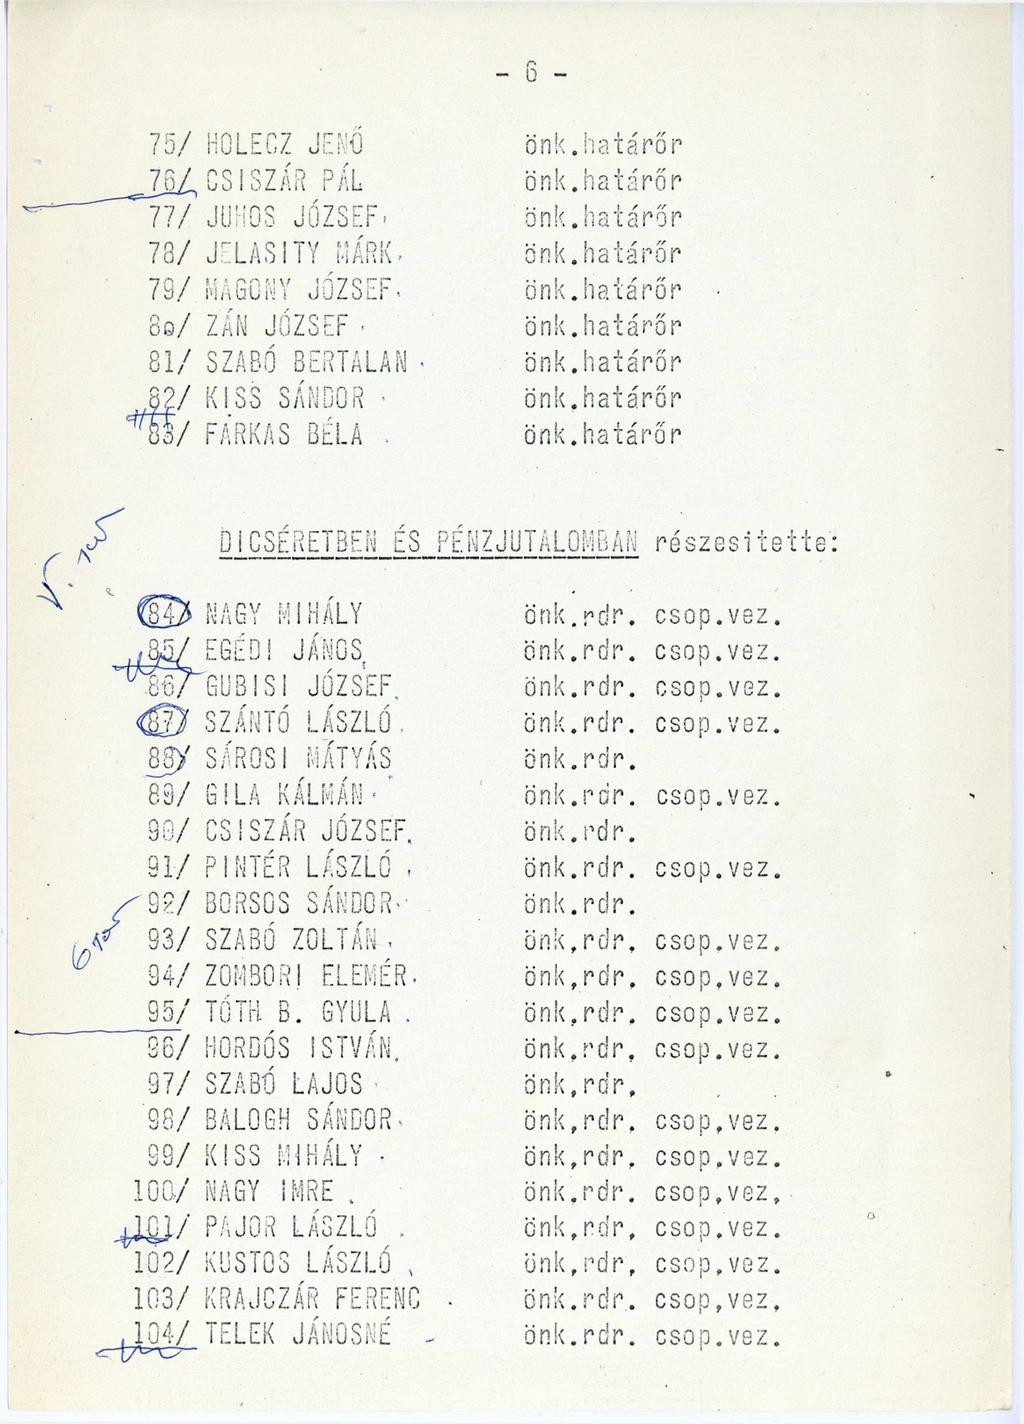 - 6 -
75/ HOLECZ JENŐ önk.határőr
76/ CSISZÁR PÁL önk.határőr
77/ JUHOS JÓZSEF. önk.határőr
78/ JELASITY MÁRK. önk.határőr
79/ MAGONY JÓZSEF. önk.határőr
80/ ZÁN JÓZSEF . önk.határőr
81/ SZABÓ BERTALAN . önk.határőr
82/ KISS SÁNDOR . önk.határőr
83/ FARKAS BÉLA . önk.határőr
DICSÉRETBEN ÉS PÉNZJUTALOMBAN részesitette:
84/ NAGY MIHÁLY önk.rdr. csop.vez.
85/ EGÉDI JÁNOS, önk.rdr. csop.vez.
86/ GUBISI JÓZSEF. önk.rdr. csop.vez.
87/ SZÁNTÓ LÁSZLÓ. önk.rdr. csop.vez.
88/ SÁROSI MÁTYÁS önk.rdr.
89/ GILA KÁLMÁN. önk.rdr. csop.vez.
90/ CSISZÁR JÓZSEF. önk.rdr.
91/ PINTÉR LÁSZLÓ . önk.rdr. csop.vez.
92/ BORSOS SÁNDOR. önk.rdr.
93/ SZABÓ ZOLTÁN. önk,rdr, csop.vez.
94/ ZOMBORI ELEMÉR. önk,rdr, csop,vez.
95/ TÓTH B. GYULA . önk.rdr. csop.vez.
96/ HORDÓS ISTVÁN. önk,rdr, csop.vez.
97/ SZABÓ LAJOS . önk,rdr,
98/ BALOGH SÁNDOR. önk,rdr. csop,vez.
99/ KISS MIHÁLY . önk,rdr, csop.vez.
100/ NAGY IMRE . önk.rdr. csop,vez,
101/ PAJOR LÁSZLÓ . önk,rdr, csop.vez.
102/ KUSTOS LÁSZLÓ , önk,rdr, csop,vez.
103/ KRAJCZÁR FERENC . önk.rdr. csop,vez,
104/ TELEK JÁNOSNÉ - önk.rdr. csop.vez.